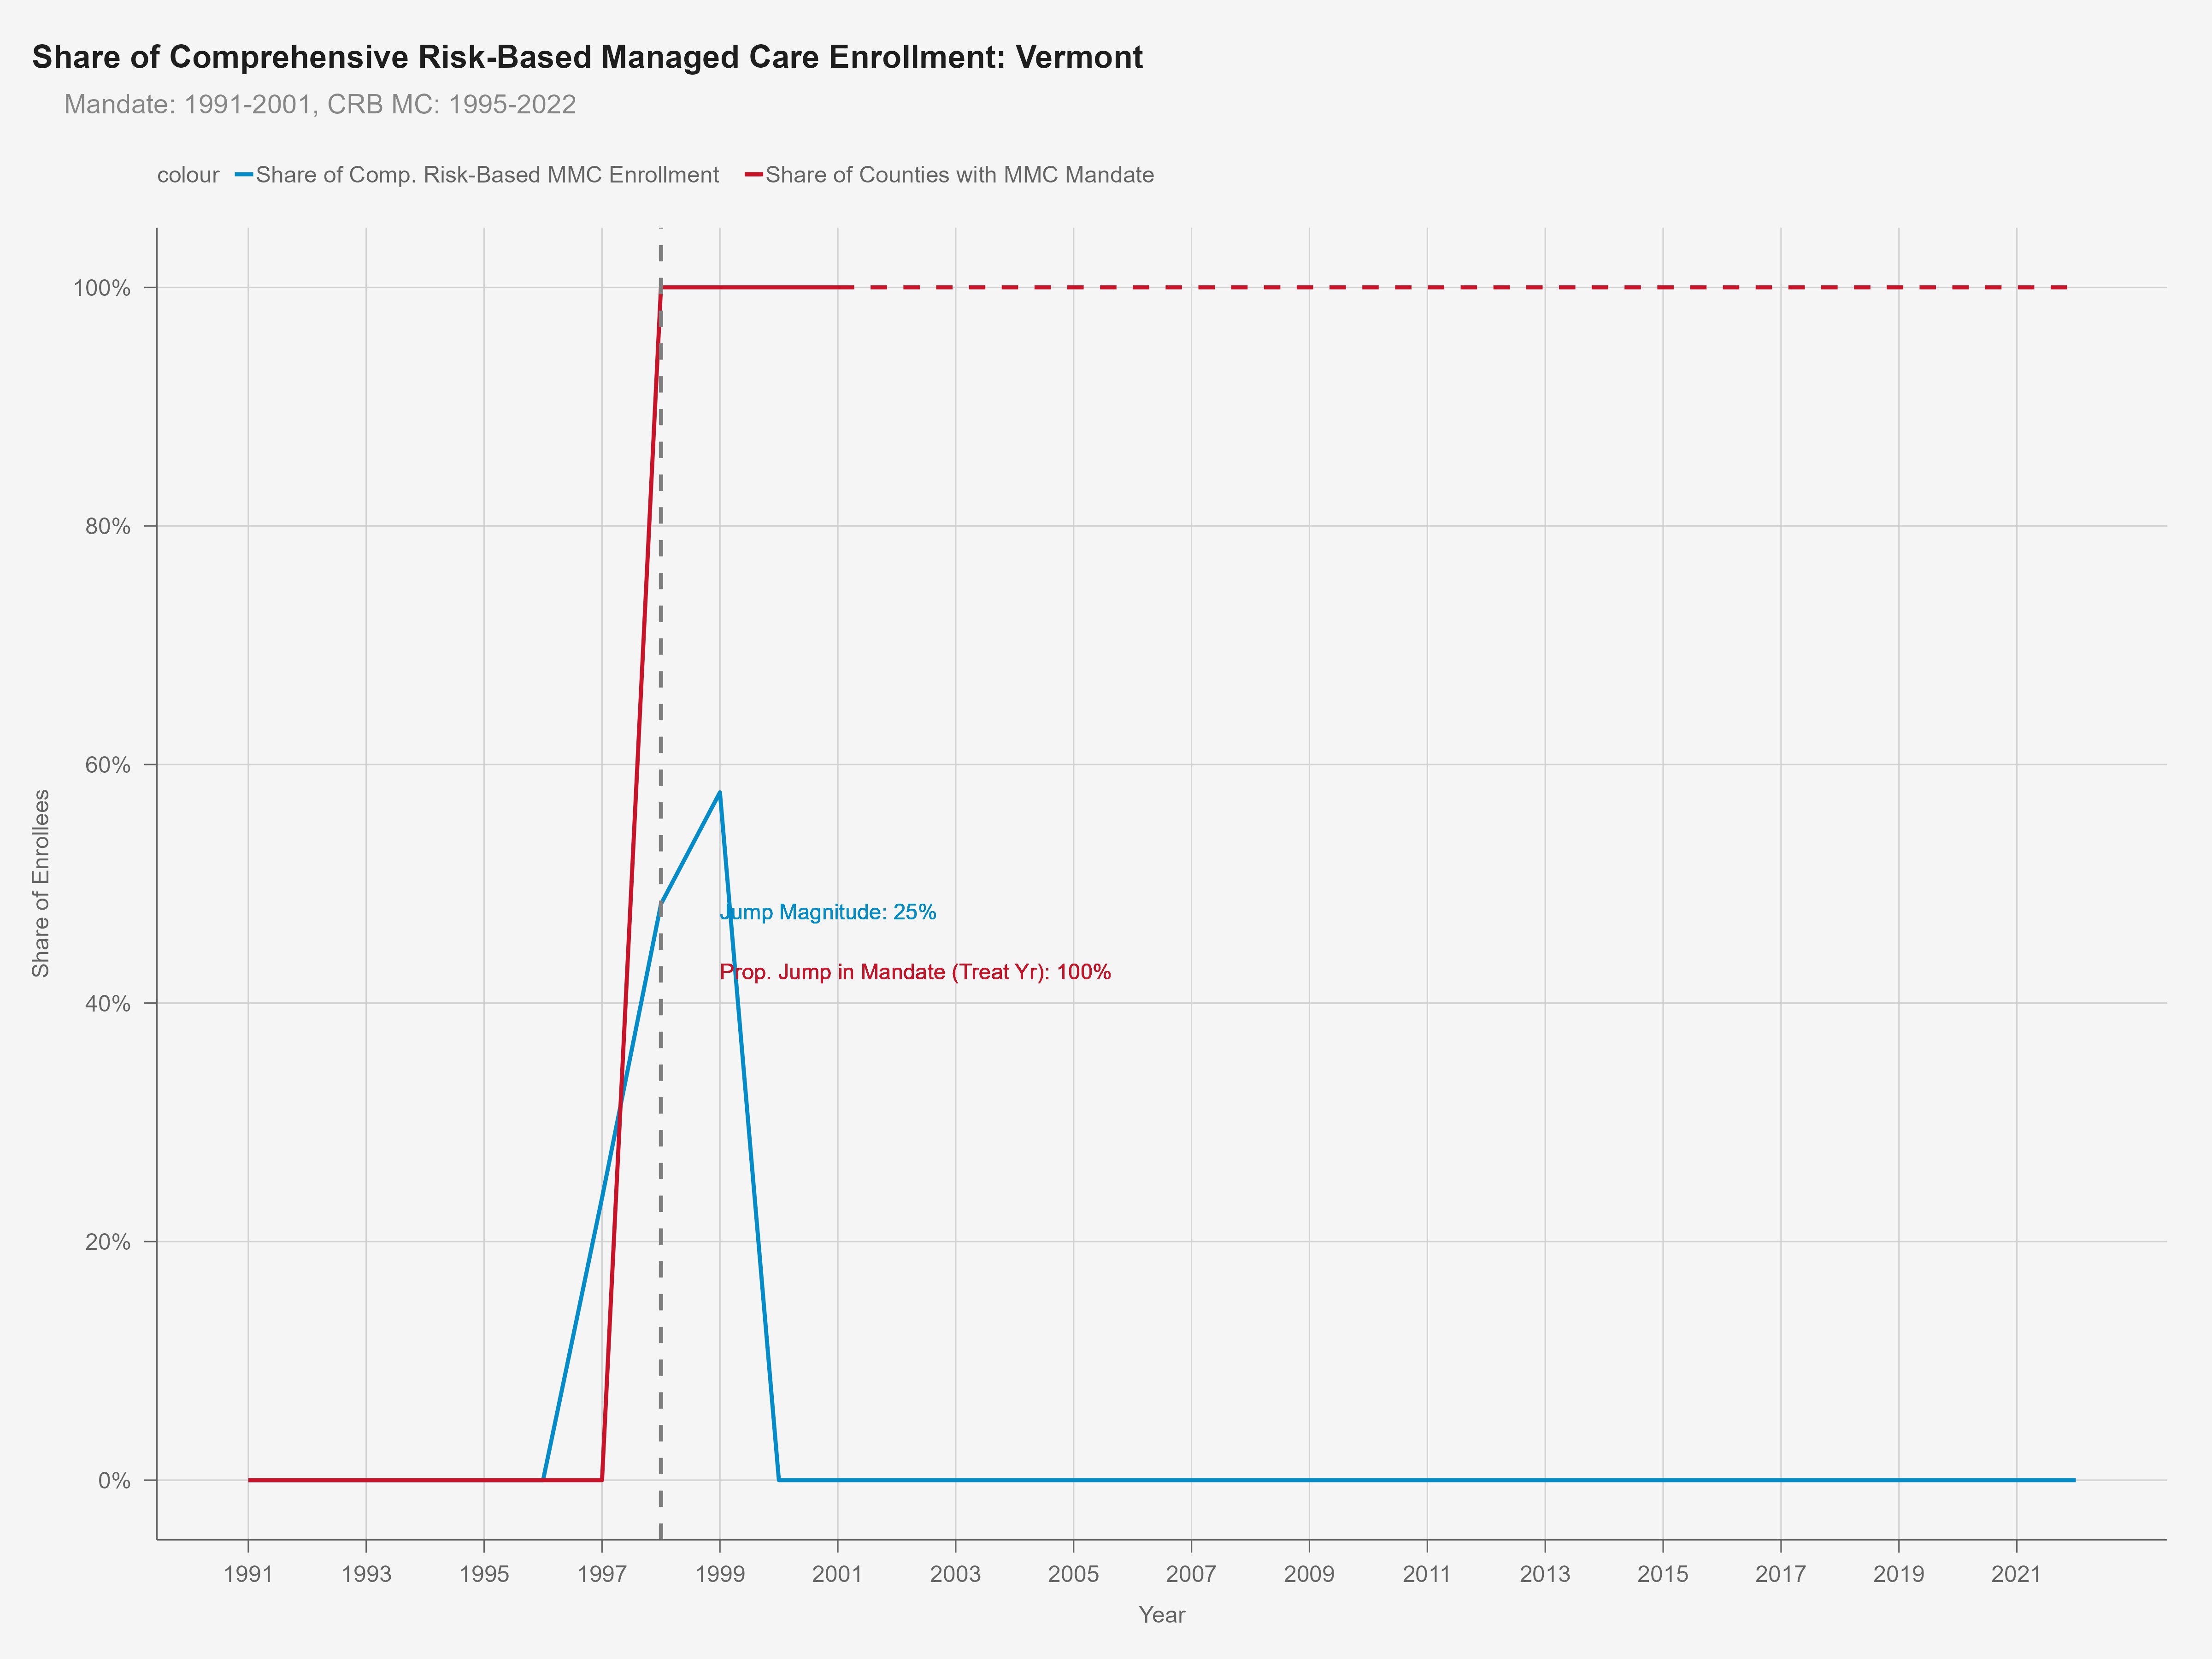 Share of Comprehensive Risk-Based Managed Care Enrollment: Vermont
Mandate: 1991-2001, CRB MC: 1995-2022
colour Share of Comp. Risk-Based MMC Enrollment Share of Counties with MMC Mandate
100%
80%
60%
40%
20%
0%
Share of Enrollees
Jump Magnitude: 25%
Prop. Jump in Mandate (Treat Yr): 100%
1991 1993 1995 1997 1999 2001 2003 2005 2007 2009 2011 2013 2015 2017 2019 2021
Year